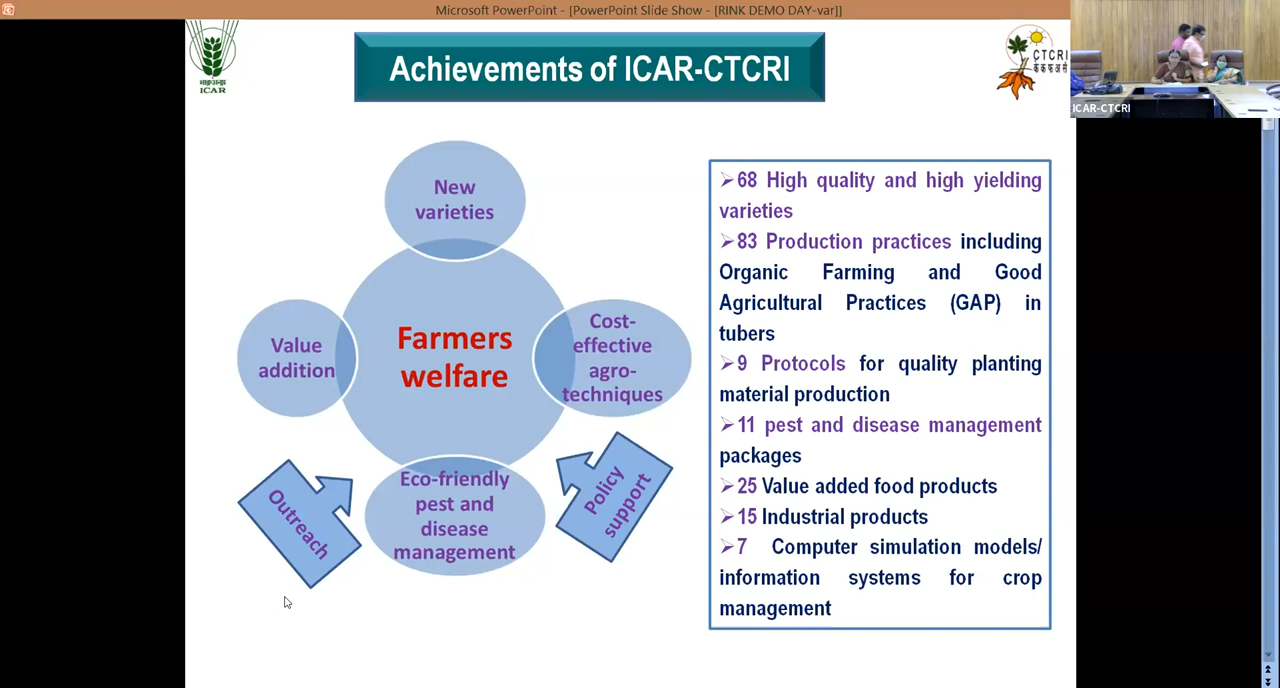 Microsoft PowerPoint - [PowerPoint Slide Show - [RINK DEMO DAY-var]]
ICAR
Achievements of ICAR-CTCRI
CTCRI
ICAR-CTCRI
New
varieties
Value
addition
Farmers
welfare
Cost-
effective
agro-
techniques
Eco-friendly
pest and
disease
management
Outreach
Policy
support
➢68 High quality and high yielding
varieties
➢83 Production practices including
Organic Farming and Good
Agricultural Practices (GAP) in
tubers
➢9 Protocols for quality planting
material production
➢11 pest and disease management
packages
➢25 Value added food products
➢15 Industrial products
➢7 Computer simulation models/
information systems for crop
management